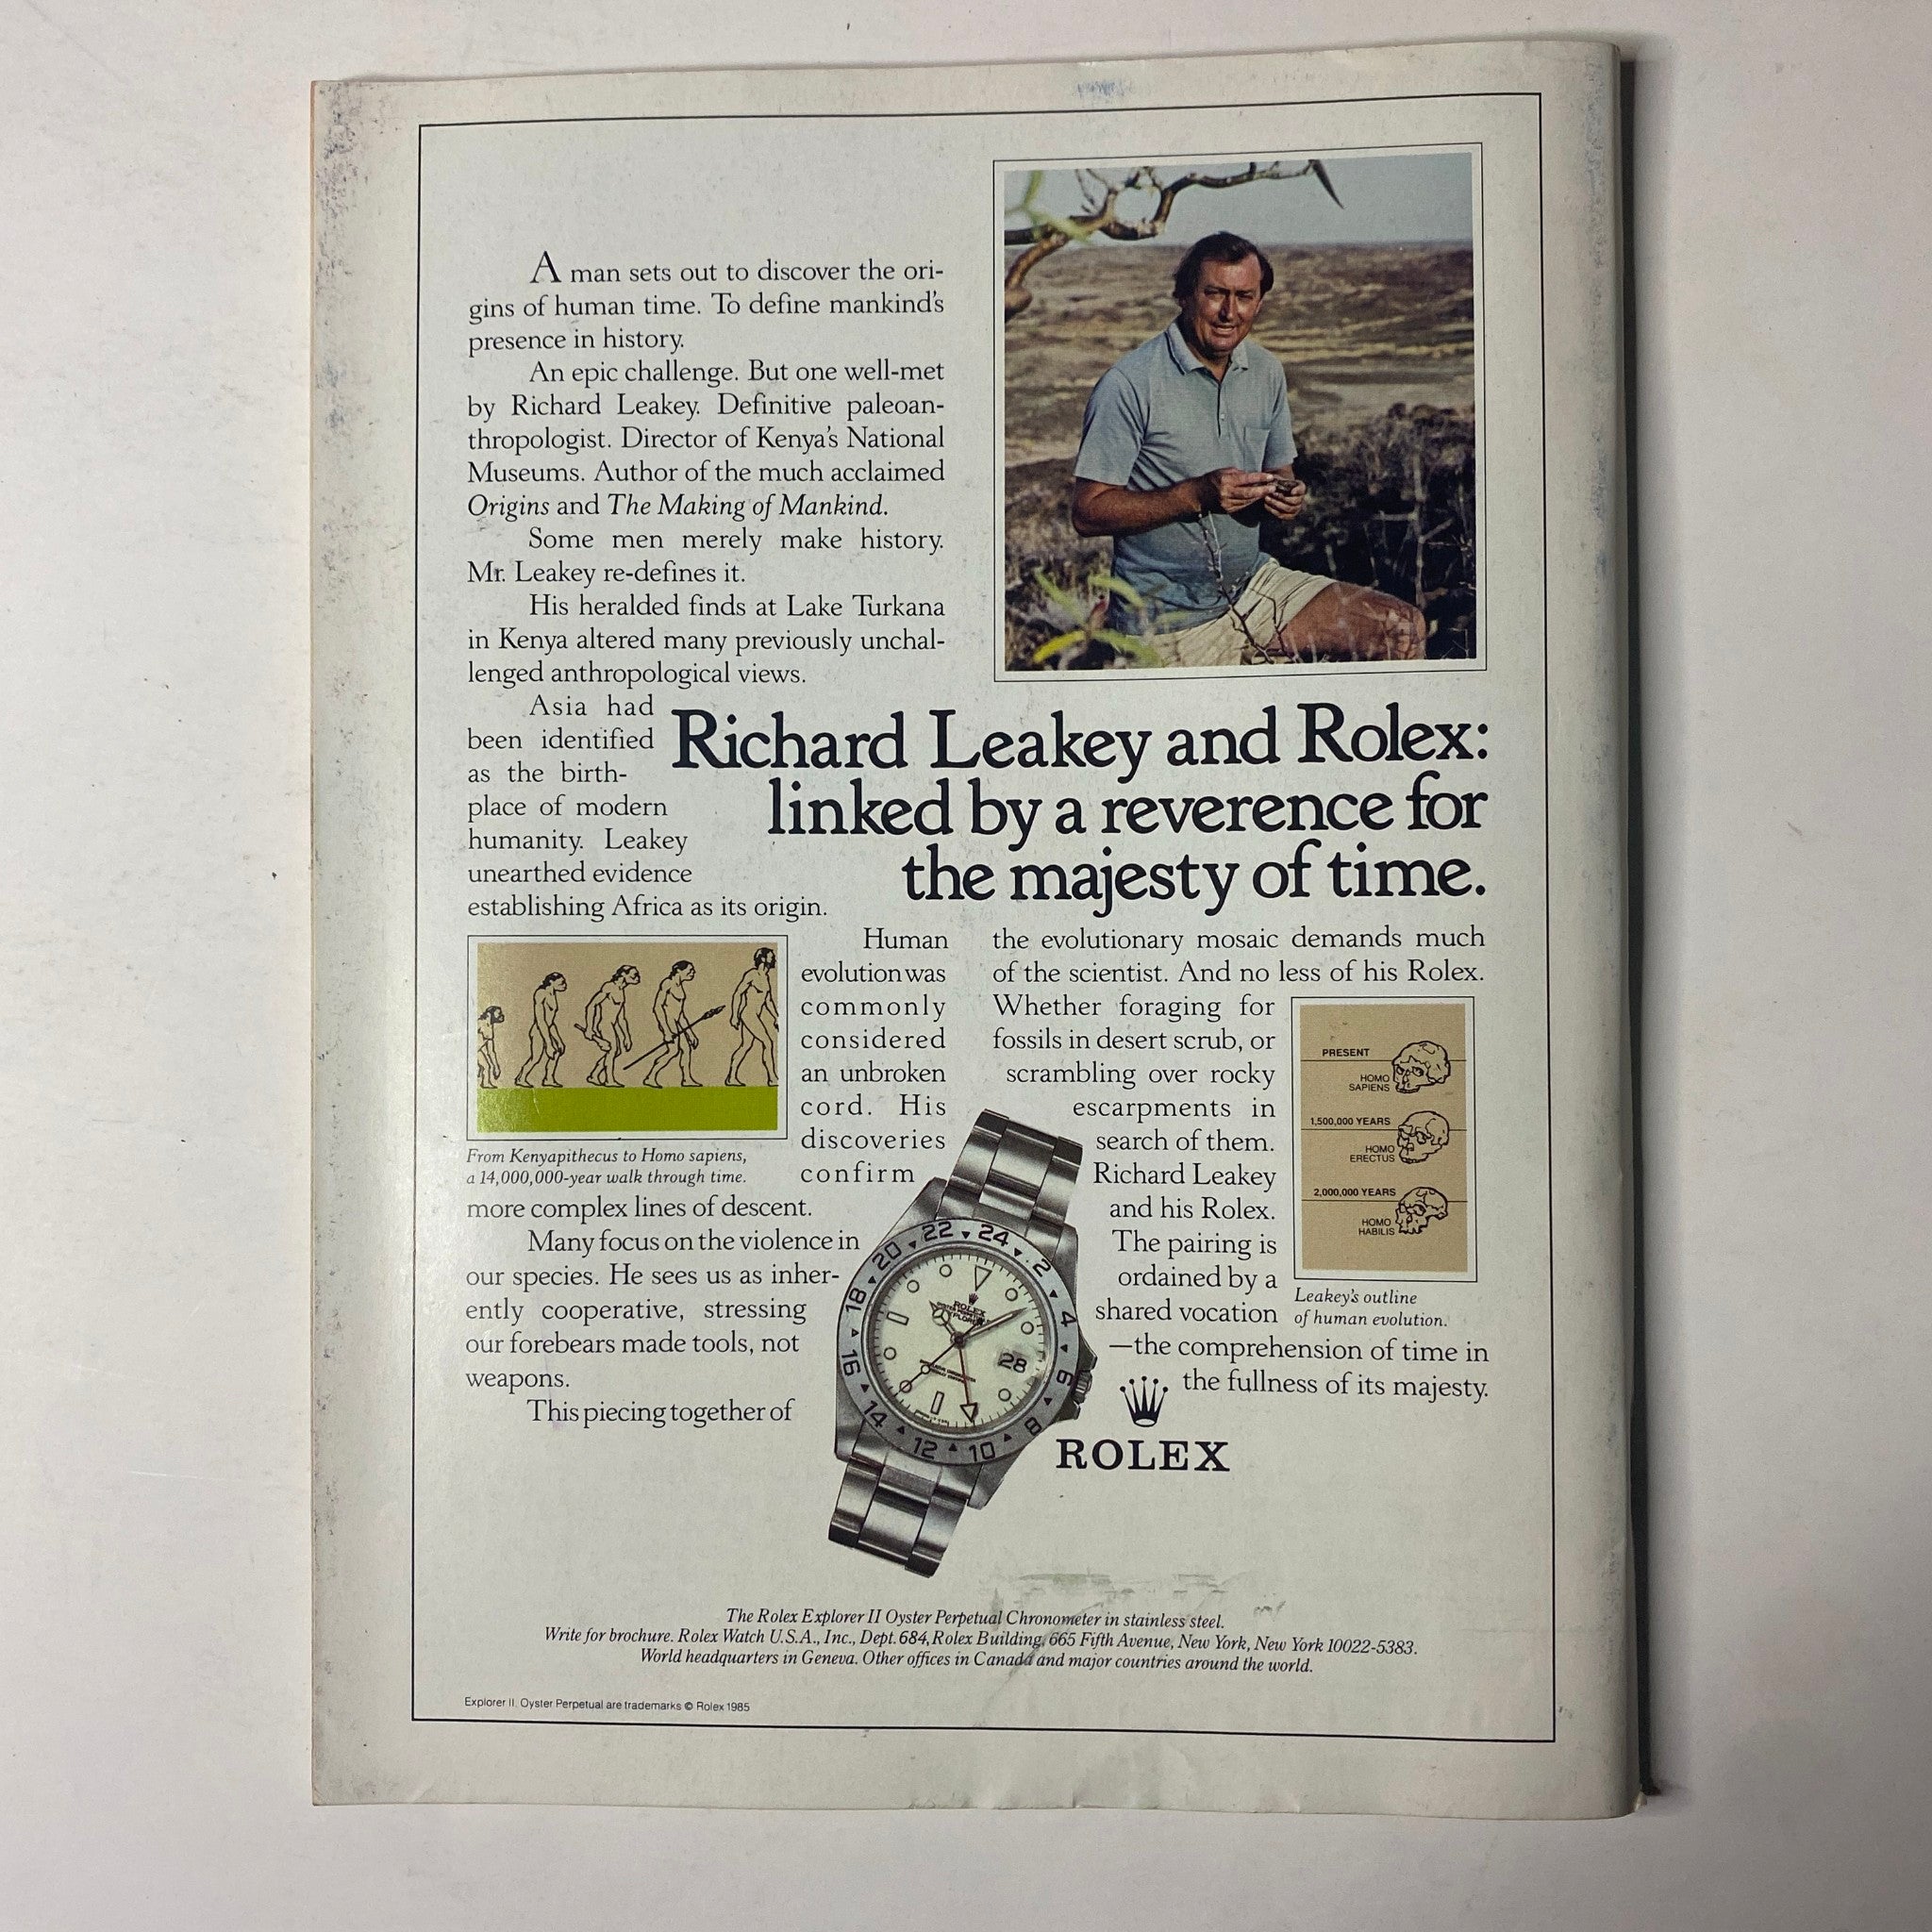 A man sets out to discover the ori-
gins of human time. To define mankind's
presence in history.
An epic challenge. But one well-met
by Richard Leakey. Definitive paleoan-
thropologist. Director of Kenya's National
Museums. Author of the much acclaimed
Origins and The Making of Mankind.
Some men merely make history.
Mr. Leakey re-defines it.
His heralded finds at Lake Turkana
in Kenya altered many previously unchal-
lenged anthropological views.
Asia had
been identified
as the birth-
place of modern
humanity. Leakey
unearthed evidence
establishing Africa as its origin.
Richard Leakey and Rolex:
linked by a reverence for
the majesty of time.
Human
evolution was
commonly
considered
an unbroken
cord. His
discoveries
confirm
more complex lines of descent.
From Kenyapithecus to Homo sapiens,
a 14,000,000-year walk through time.
Many focus on the violence in
our species. He sees us as inher-
ently cooperative, stressing
our forebears made tools, not
weapons.
This piecing together of
the evolutionary mosaic demands much
of the scientist. And no less of his Rolex.
Whether foraging for
fossils in desert scrub, or
scrambling over rocky
escarpments in
search of them.
Richard Leakey
and his Rolex.
The pairing is
ordained by a
shared vocation
—the comprehension of time in
the fullness of its majesty.
PRESENT
HOMO
SAPIENS
1,500,000 YEARS
HOMO
ERECTUS
2,000,000 YEARS
HOMO
HABILIS
Leakey's outline
of human evolution.
22 24 2 4 6 8 10 12 14 16 18 20
ROLEX
28
ROLEX
The Rolex Explorer II Oyster Perpetual Chronometer in stainless steel.
Write for brochure. Rolex Watch U.S.A., Inc., Dept. 684, Rolex Building, 665 Fifth Avenue, New York, New York 10022-5383.
World headquarters in Geneva. Other offices in Canada and major countries around the world.
Explorer II, Oyster Perpetual are trademarks © Rolex 1985